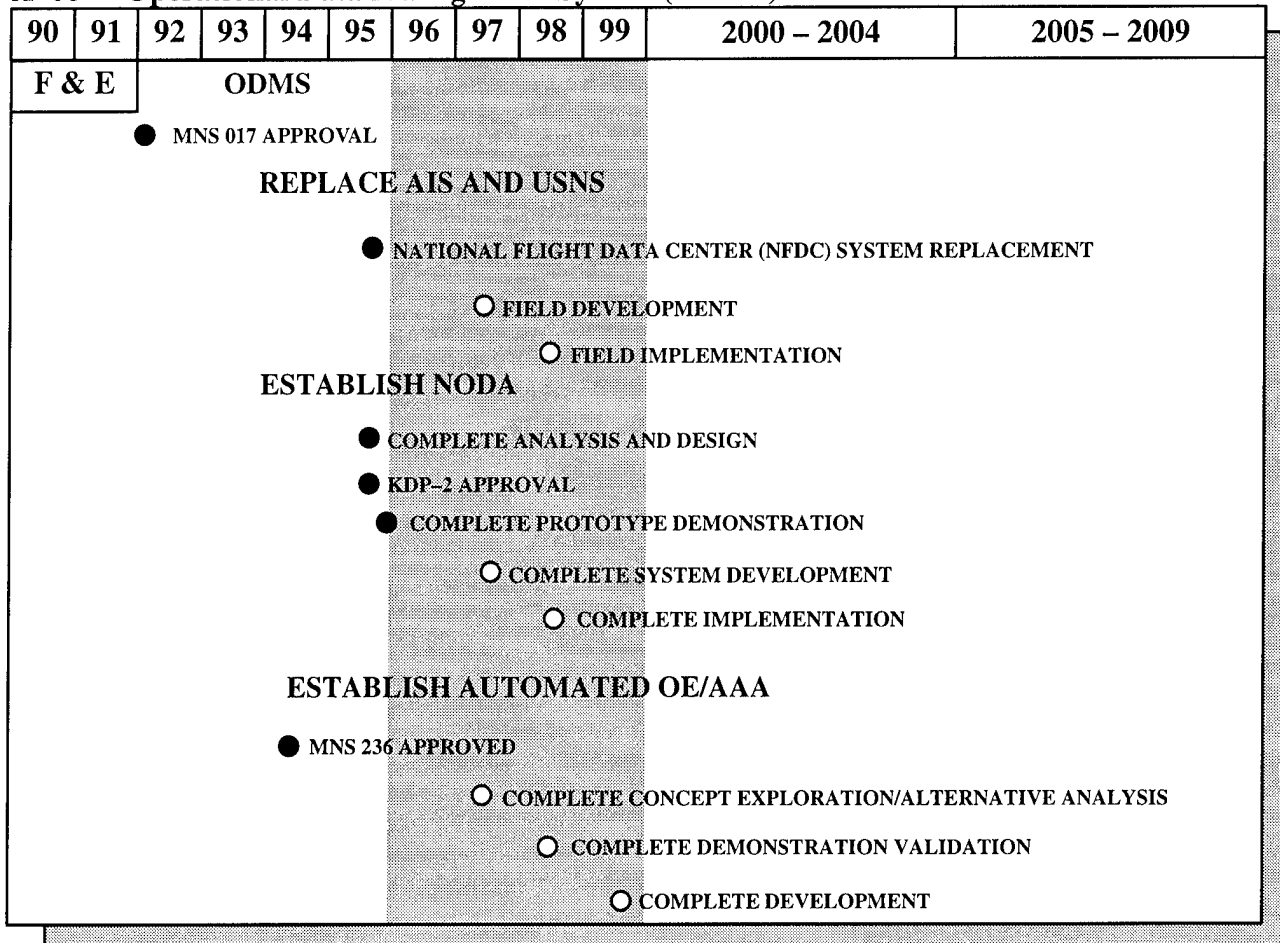 90 91 92 93 94 95 96 97 98 99 2000 – 2004 2005 – 2009
F & E ODMS
MNS 017 APPROVAL
REPLACE AIS AND USNS
NATIONAL FLIGHT DATA CENTER (NFDC) SYSTEM REPLACEMENT
FIELD DEVELOPMENT
FIELD IMPLEMENTATION
ESTABLISH NODA
COMPLETE ANALYSIS AND DESIGN
KDP–2 APPROVAL
COMPLETE PROTOTYPE DEMONSTRATION
COMPLETE SYSTEM DEVELOPMENT
COMPLETE IMPLEMENTATION
ESTABLISH AUTOMATED OE/AAA
MNS 236 APPROVED
COMPLETE CONCEPT EXPLORATION/ALTERNATIVE ANALYSIS
COMPLETE DEMONSTRATION VALIDATION
COMPLETE DEVELOPMENT